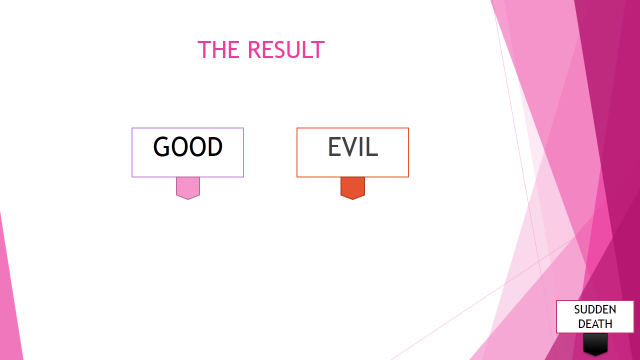 THE RESULT
GOOD
EVIL
SUDDEN
DEATH